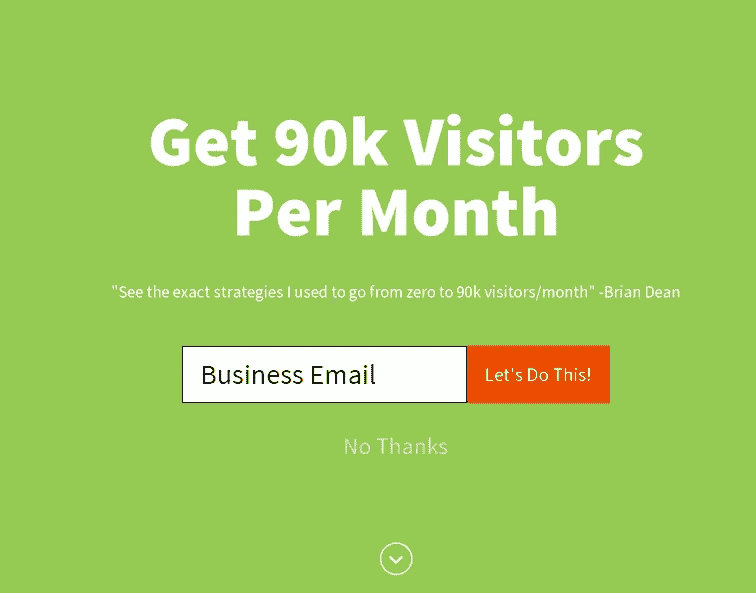 Get 90k Visitors
Per Month
"See the exact strategies I used to go from zero to 90k visitors/month" -Brian Dean
Business Email
Let's Do This!
No Thanks